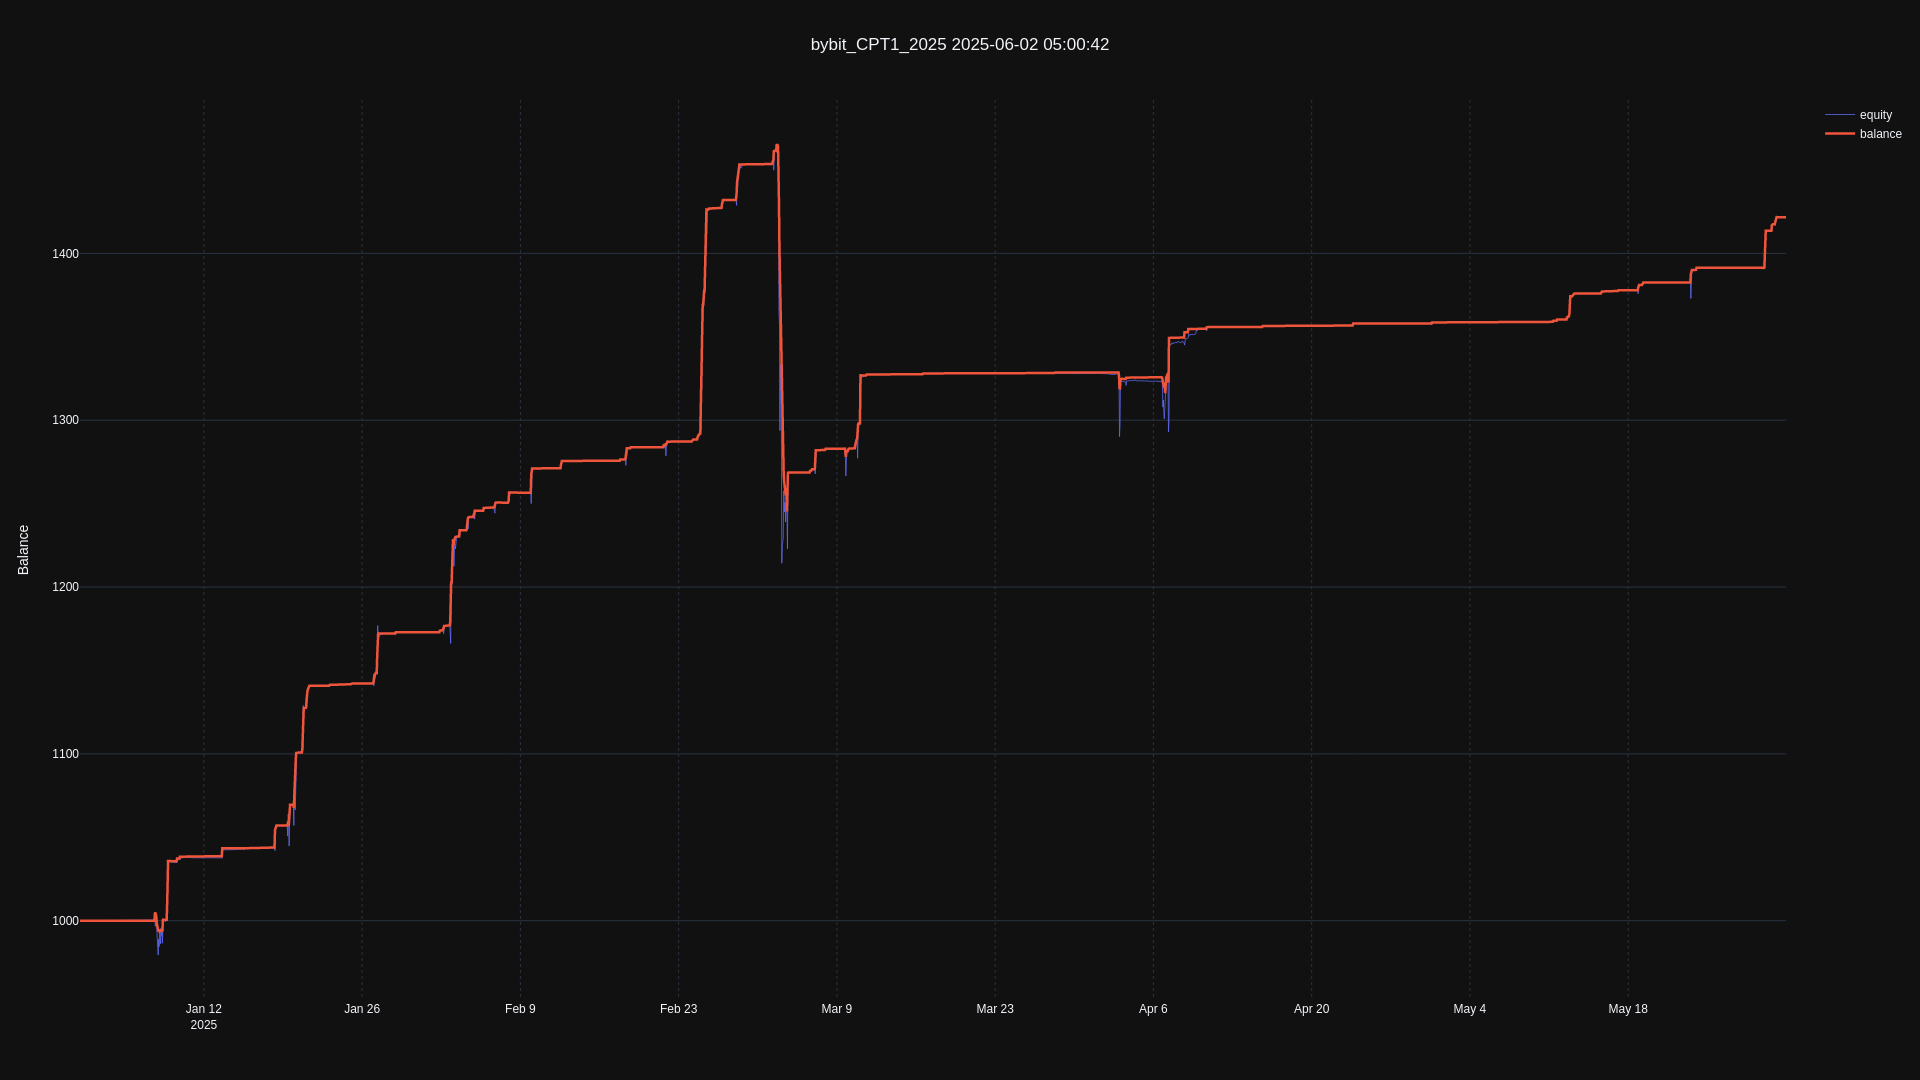 bybit_CPT1_2025 2025-06-02 05:00:42
equity
balance
1400
1300
1200
1100
1000
Balance
Jan 12
2025
Jan 26
Feb 9
Feb 23
Mar 9
Mar 23
Apr 6
Apr 20
May 4
May 18